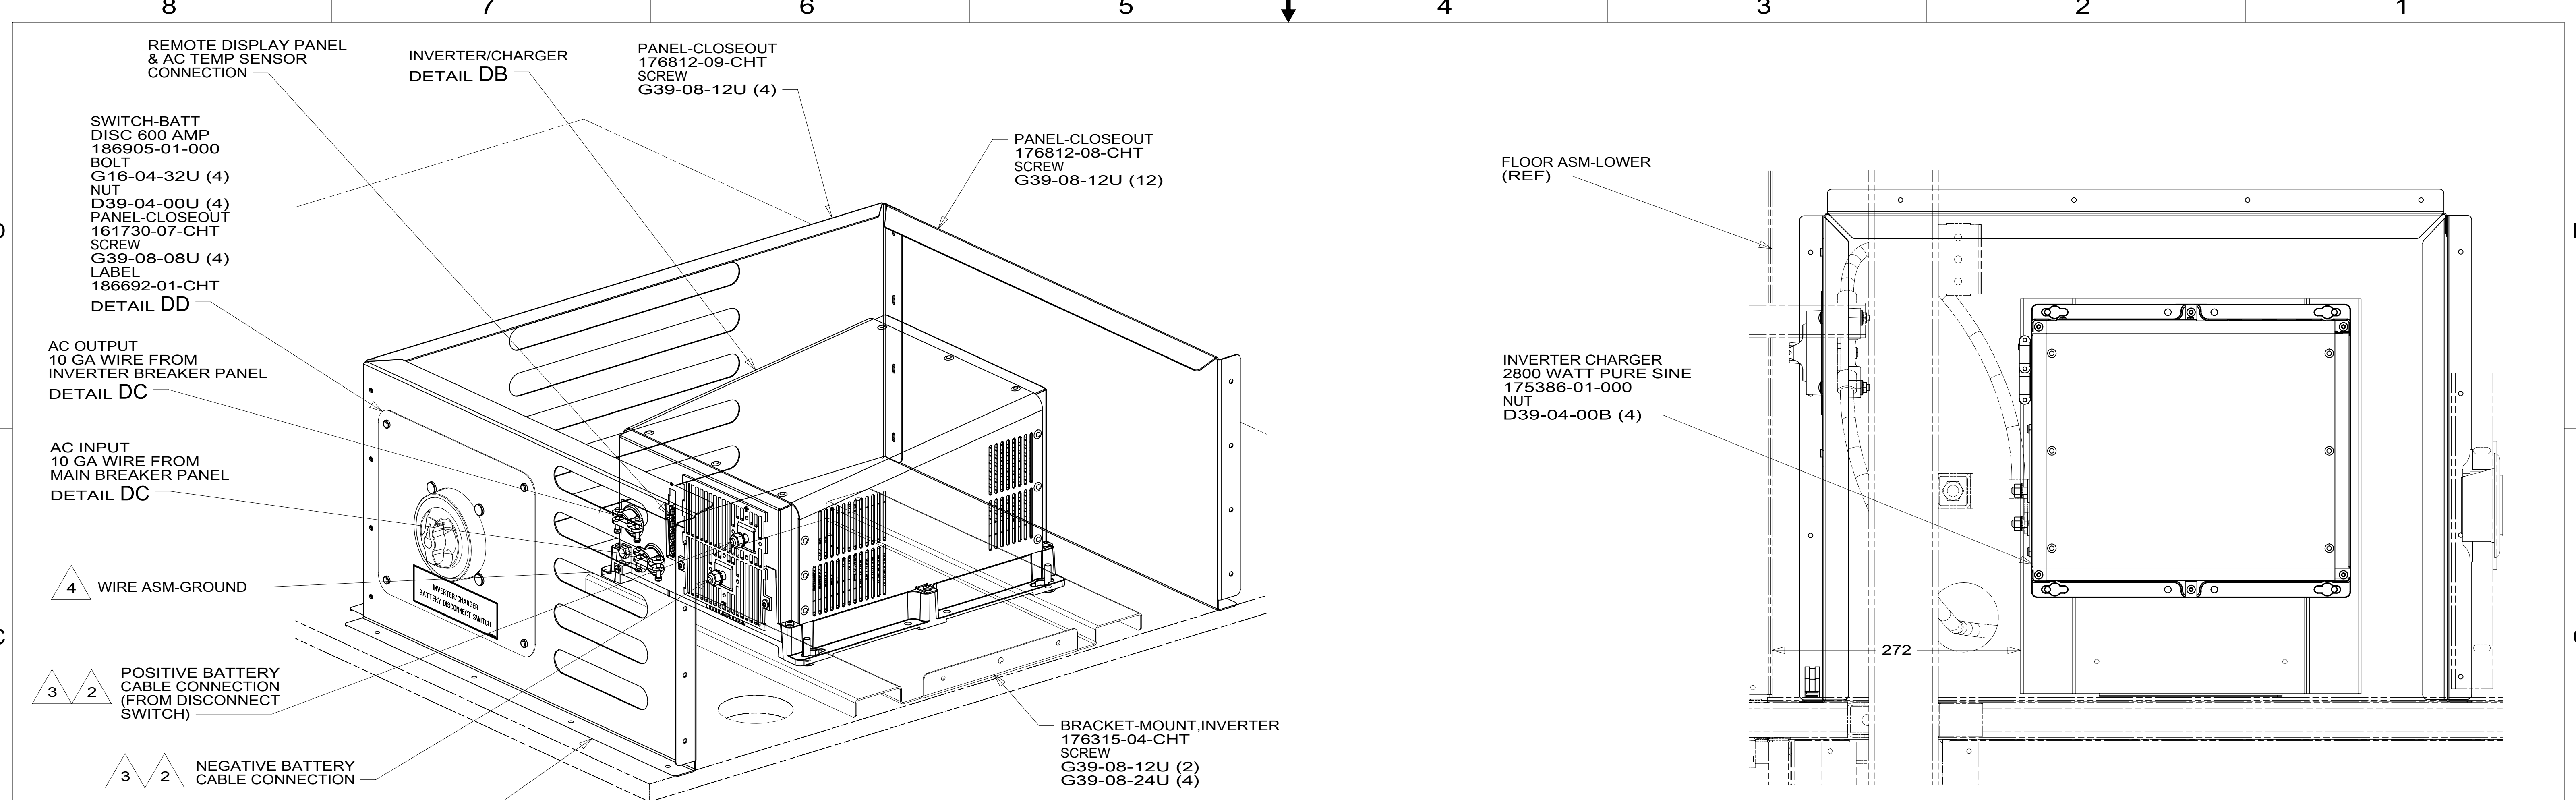 8 7 6 5 4 3 2 1
REMOTE DISPLAY PANEL
& AC TEMP SENSOR
CONNECTION
INVERTER/CHARGER
DETAIL DB
PANEL-CLOSEOUT
176812-09-CHT
SCREW
G39-08-12U (4)
PANEL-CLOSEOUT
176812-08-CHT
SCREW
G39-08-12U (12)
SWITCH-BATT
DISC 600 AMP
186905-01-000
BOLT
G16-04-32U (4)
NUT
D39-04-00U (4)
PANEL-CLOSEOUT
161730-07-CHT
SCREW
G39-08-08U (4)
LABEL
186692-01-CHT
DETAIL DD
AC OUTPUT
10 GA WIRE FROM
INVERTER BREAKER PANEL
DETAIL DC
AC INPUT
10 GA WIRE FROM
MAIN BREAKER PANEL
DETAIL DC
4 WIRE ASM-GROUND
INVERTER/CHARGER
BATTERY DISCONNECT SWITCH
3 2
POSITIVE BATTERY
CABLE CONNECTION
(FROM DISCONNECT
SWITCH)
3 2
NEGATIVE BATTERY
CABLE CONNECTION
BRACKET-MOUNT,INVERTER
176315-04-CHT
SCREW
G39-08-12U (2)
G39-08-24U (4)
FLOOR ASM-LOWER
(REF)
INVERTER CHARGER
2800 WATT PURE SINE
175386-01-000
NUT
D39-04-00B (4)
272